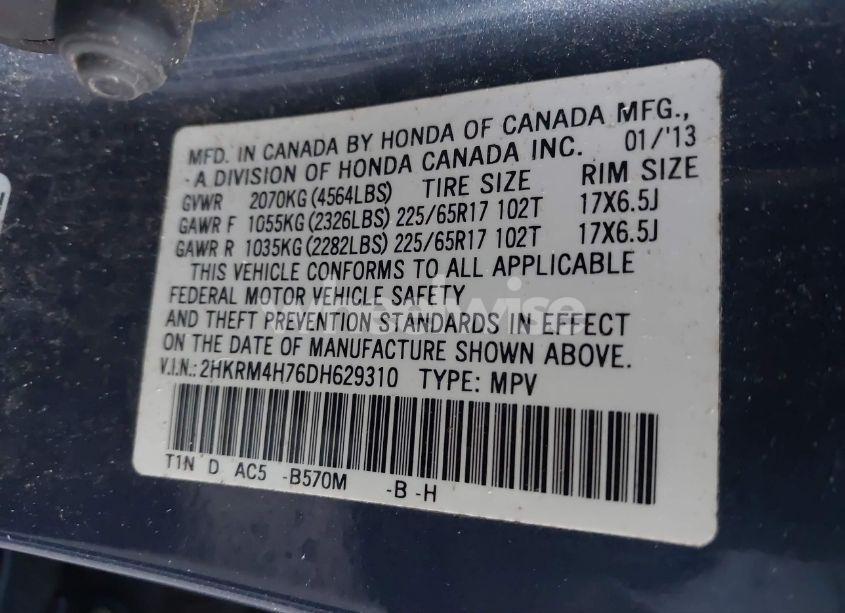 MFD. IN CANADA BY HONDA OF CANADA MFG.,
-A DIVISION OF HONDA CANADA INC. 01/'13
GVWR 2070KG (4564LBS) TIRE SIZE RIM SIZE
GAWR F 1055KG (2326LBS) 225/65R17 102T 17X6.5J
GAWR R 1035KG (2282LBS) 225/65R17 102T 17X6.5J
THIS VEHICLE CONFORMS TO ALL APPLICABLE
FEDERAL MOTOR VEHICLE SAFETY
AND THEFT PREVENTION STANDARDS IN EFFECT
ON THE DATE OF MANUFACTURE SHOWN ABOVE.
V.I.N.: 2HKRM4H76DH629310 TYPE: MPV
T1N D AC5 -B570M -B -H